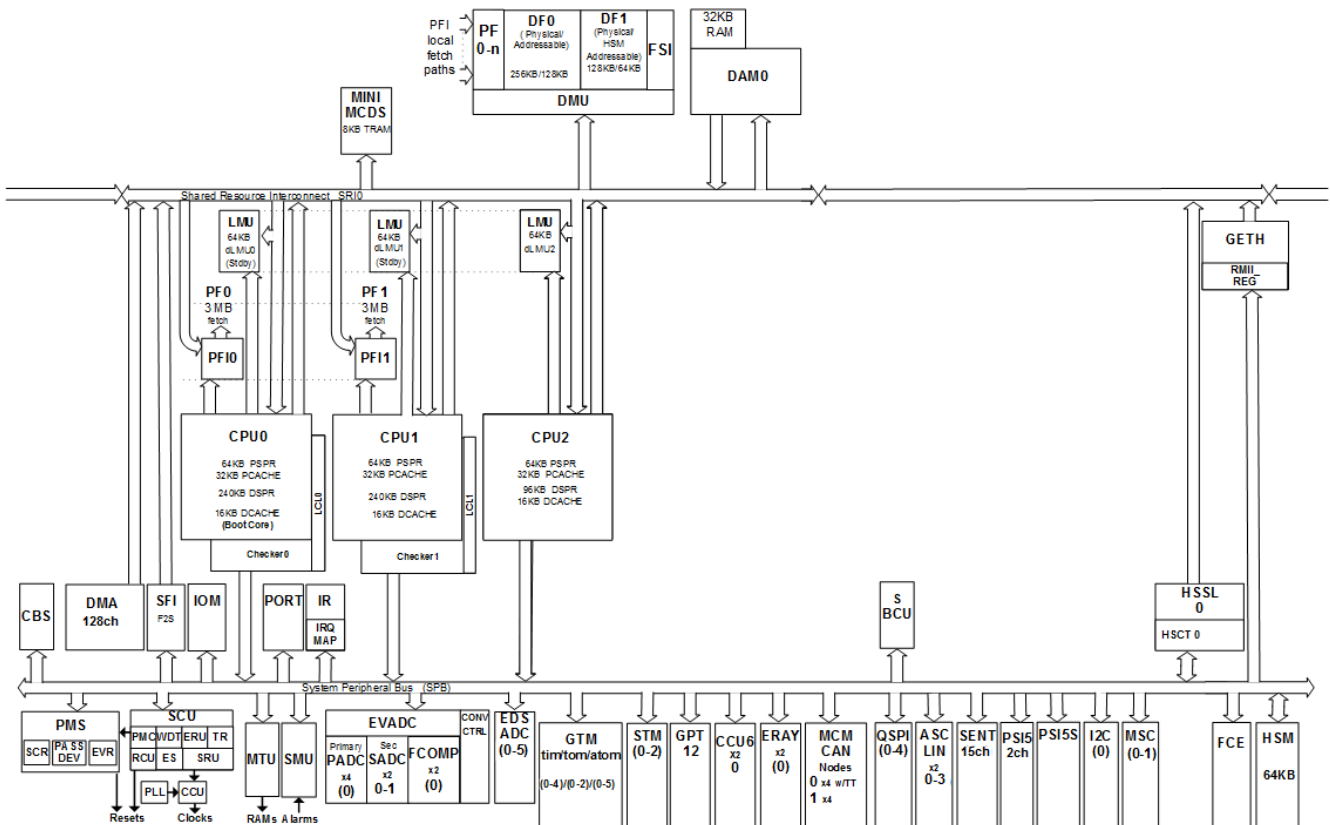 PFI
local
fetch
paths
PF
0-n
DF0
( Physical/
Addressable)
256KB/128KB
DF1
(Physical/
HSM
Addressable)
128KB/64KB
FSI
DMU
32KB
RAM
DAM0
MINI
MCDS
8KB TRAM
Shared Resource Interconnect SRI0
LMU
64KB
dLMU0
(Stdby)
LMU
64KB
dLMU1
(Stdby)
LMU
64KB
dLMU2
GETH
RMII_
REG
PF0
3 MB
fetch
PF1
3 MB
fetch
PFI0
PFI1
CPU0
64KB PSPR
32KB PCACHE
240KB DSPR
16KB DCACHE
(Boot Core)
LCL0
Checker0
CPU1
64KB PSPR
32KB PCACHE
240KB DSPR
16KB DCACHE
LCL1
Checker1
CPU2
64KB PSPR
32KB PCACHE
96KB DSPR
16KB DCACHE
CBS
DMA
128ch
SFI
F2S
IOM
PORT
IR
IRQ
MAP
S
BCU
HSSL
0
HSCT 0
System Peripheral Bus (SPB)
PMS
SCR
PASS
DEV
EVR
SCU
PMC
WDT
ERU
TR
RCU
ES
SRU
PLL
CCU
Resets
Clocks
MTU
RAMs
SMU
Alarms
EVADC
Primary
PADC
x4
(0)
Sec
SADC
x2
0-1
FCOMP
x2
(0)
CONV
CTRL
EDS
ADC
(0-5)
GTM
tim/tom/atom
(0-4)/(0-2)/(0-5)
STM
(0-2)
GPT
12
CCU6
x2
0
ERAY
x2
(0)
MCM
CAN
Nodes
0 x4 w/TT
1 x4
QSPI
(0-4)
ASC
LIN
x2
0-3
SENT
15ch
PSI5
2ch
PSI5S
I2C
(0)
MSC
(0-1)
FCE
HSM
64KB